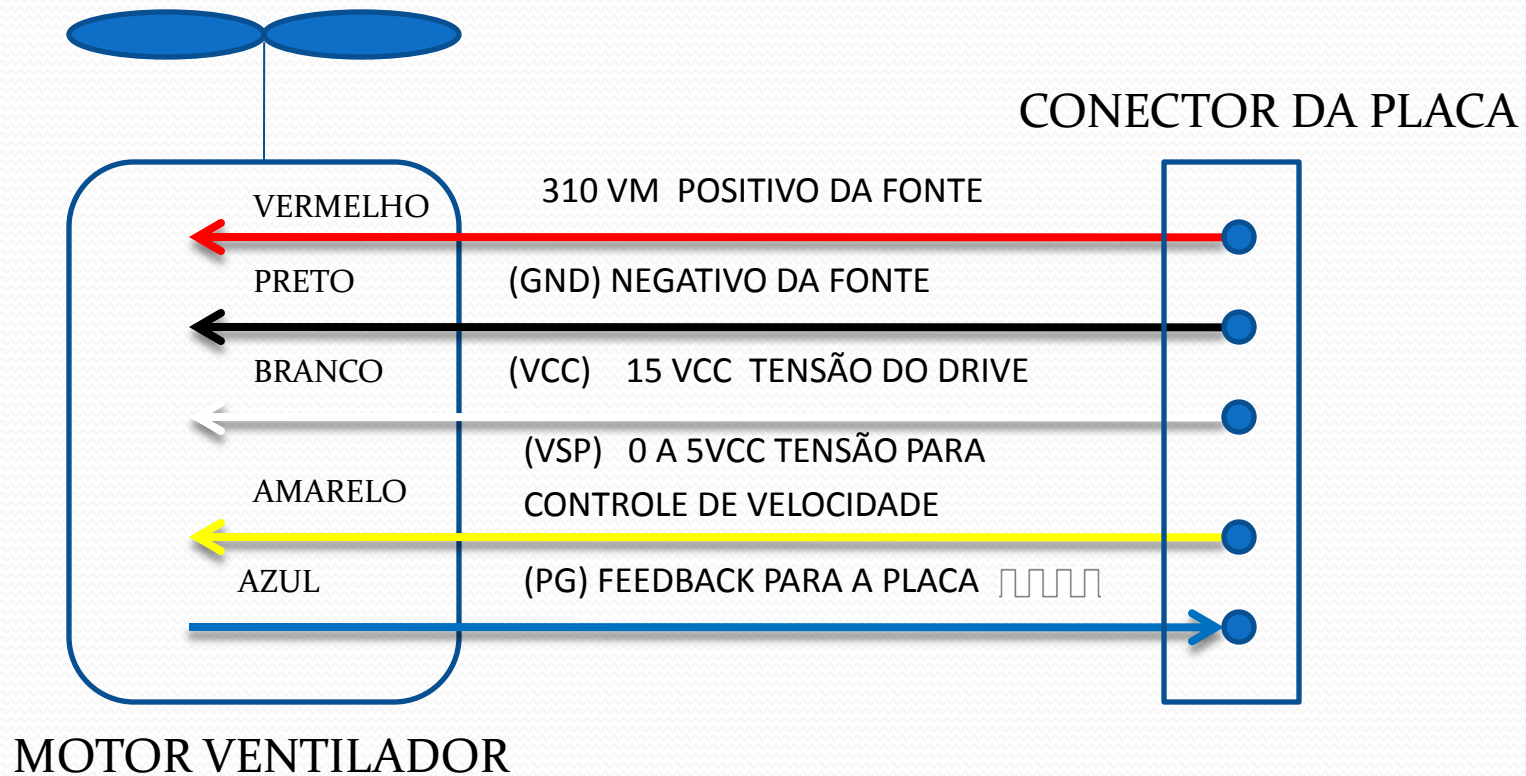 CONECTOR DA PLACA
VERMELHO
310 VM POSITIVO DA FONTE
PRETO
(GND) NEGATIVO DA FONTE
BRANCO
(VCC) 15 VCC TENSÃO DO DRIVE
(VSP) 0 A 5VCC TENSÃO PARA
AMARELO
CONTROLE DE VELOCIDADE
AZUL
(PG) FEEDBACK PARA A PLACA
MOTOR VENTILADOR